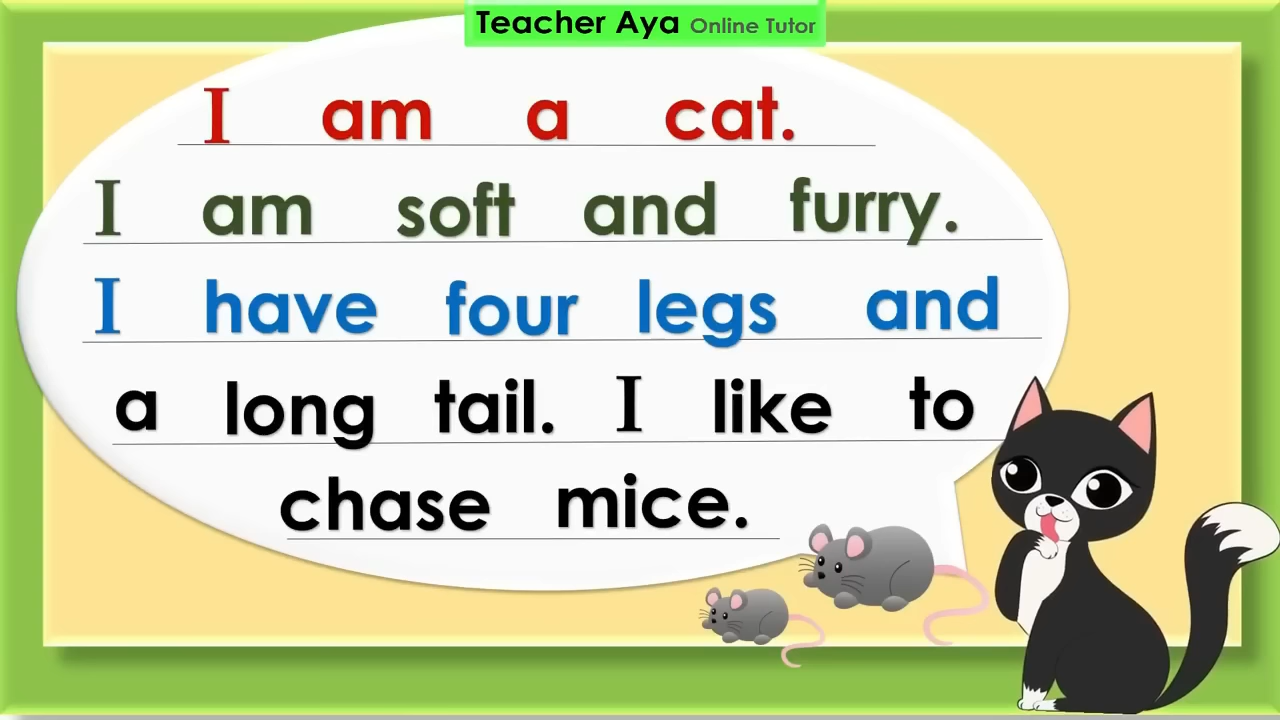 Teacher Aya Online Tutor
I am a cat.
I am soft and furry.
I have four legs and
a long tail. I like to
chase mice.